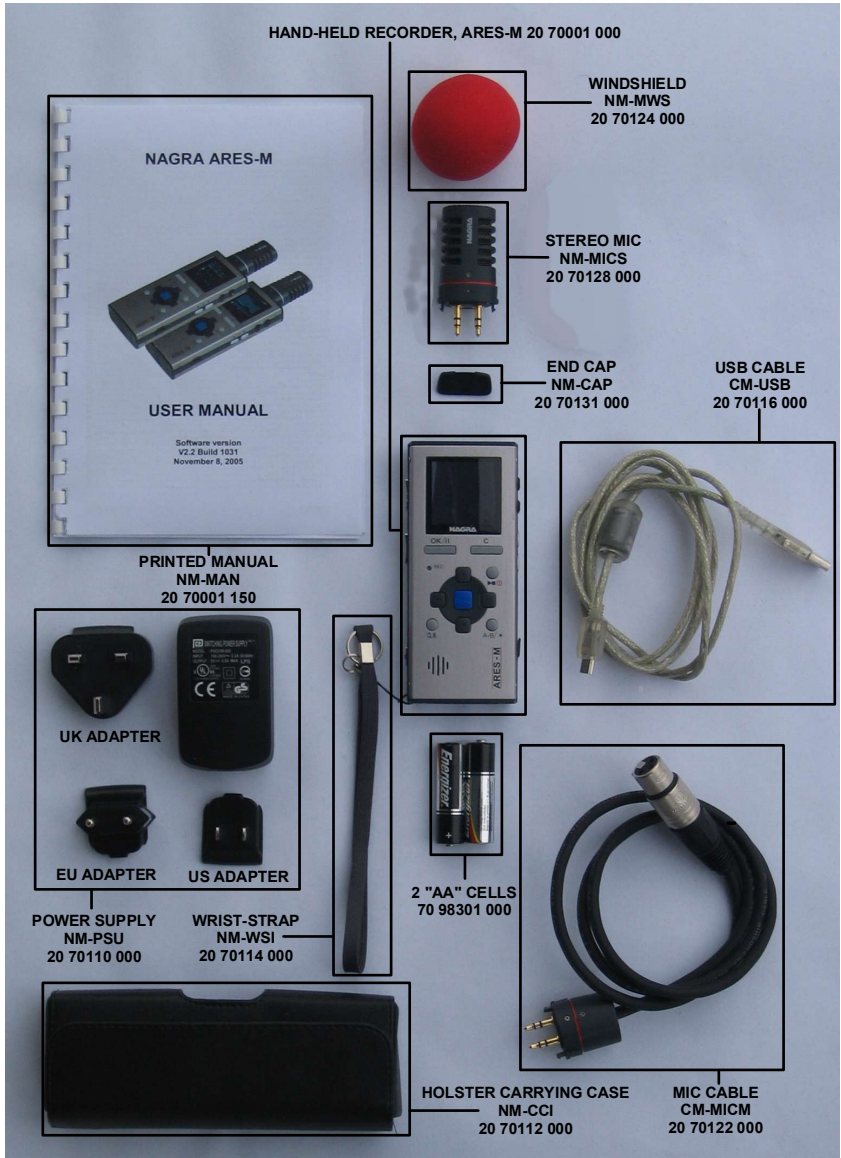 HAND-HELD RECORDER, ARES-M 20 70001 000
WINDSHIELD
NM-MWS
20 70124 000
NAGRA ARES-M
USER MANUAL
Software version
V2.2 Build 1031
November 8, 2005
PRINTED MANUAL
NM-MAN
20 70001 150
NAGRA
STEREO MIC
NM-MICS
20 70128 000
END CAP
NM-CAP
20 70131 000
USB CABLE
CM-USB
20 70116 000
NAGRA
OK/II
C
A-B/
ARES-M
SWITCHING POWER SUPPLY
UK ADAPTER
EU ADAPTER
US ADAPTER
POWER SUPPLY
NM-PSU
20 70110 000
WRIST-STRAP
NM-WSI
20 70114 000
Energizer
2 "AA" CELLS
70 98301 000
HOLSTER CARRYING CASE
NM-CCI
20 70112 000
MIC CABLE
CM-MICM
20 70122 000